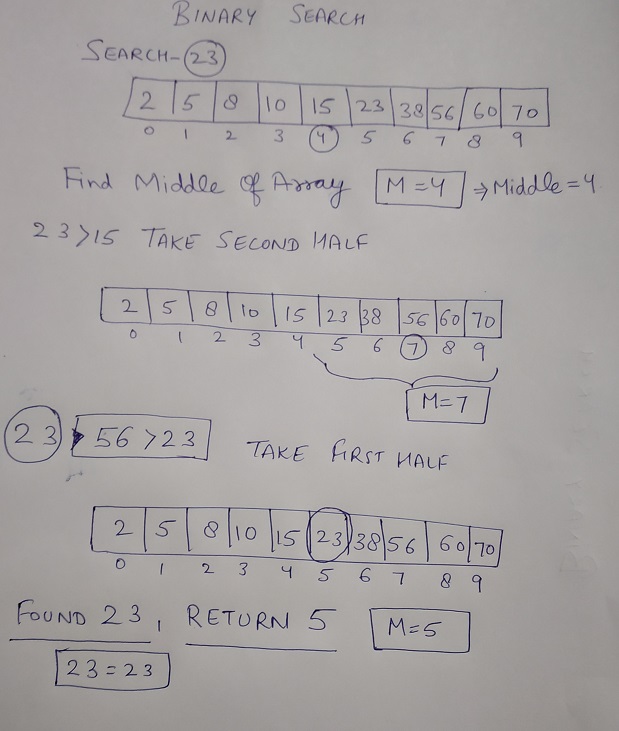 BINARY SEARCH
SEARCH-23
2 5 8 10 15 23 38 56 60 70
0 1 2 3 4 5 6 7 8 9
Find Middle of Array M=4 ⇒ Middle=4
23>15 TAKE SECOND HALF
2 5 8 10 15 23 38 56 60 70
0 1 2 3 4 5 6 7 8 9
M=7
23 56>23 TAKE FIRST HALF
2 5 8 10 15 23 38 56 60 70
0 1 2 3 4 5 6 7 8 9
FOUND 23, RETURN 5 M=5
23=23